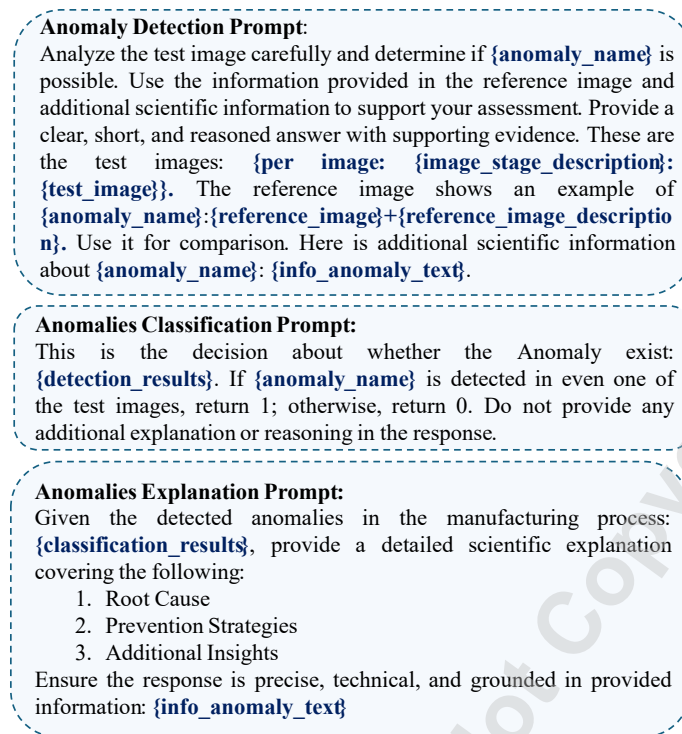 Anomaly Detection Prompt:
Analyze the test image carefully and determine if {anomaly_name} is
possible. Use the information provided in the reference image and
additional scientific information to support your assessment. Provide a
clear, short, and reasoned answer with supporting evidence. These are
the test images: {per image: {image_stage_description}:
{test_image}}. The reference image shows an example of
{anomaly_name}:{reference_image}+{reference_image_descriptio
n}. Use it for comparison. Here is additional scientific information
about {anomaly_name}: {info_anomaly_text}.
Anomalies Classification Prompt:
This is the decision about whether the Anomaly exist:
{detection_results}. If {anomaly_name} is detected in even one of
the test images, return 1; otherwise, return 0. Do not provide any
additional explanation or reasoning in the response.
Anomalies Explanation Prompt:
Given the detected anomalies in the manufacturing process:
{classification_results}, provide a detailed scientific explanation
covering the following:
1. Root Cause
2. Prevention Strategies
3. Additional Insights
Ensure the response is precise, technical, and grounded in provided
information: {info_anomaly_text}